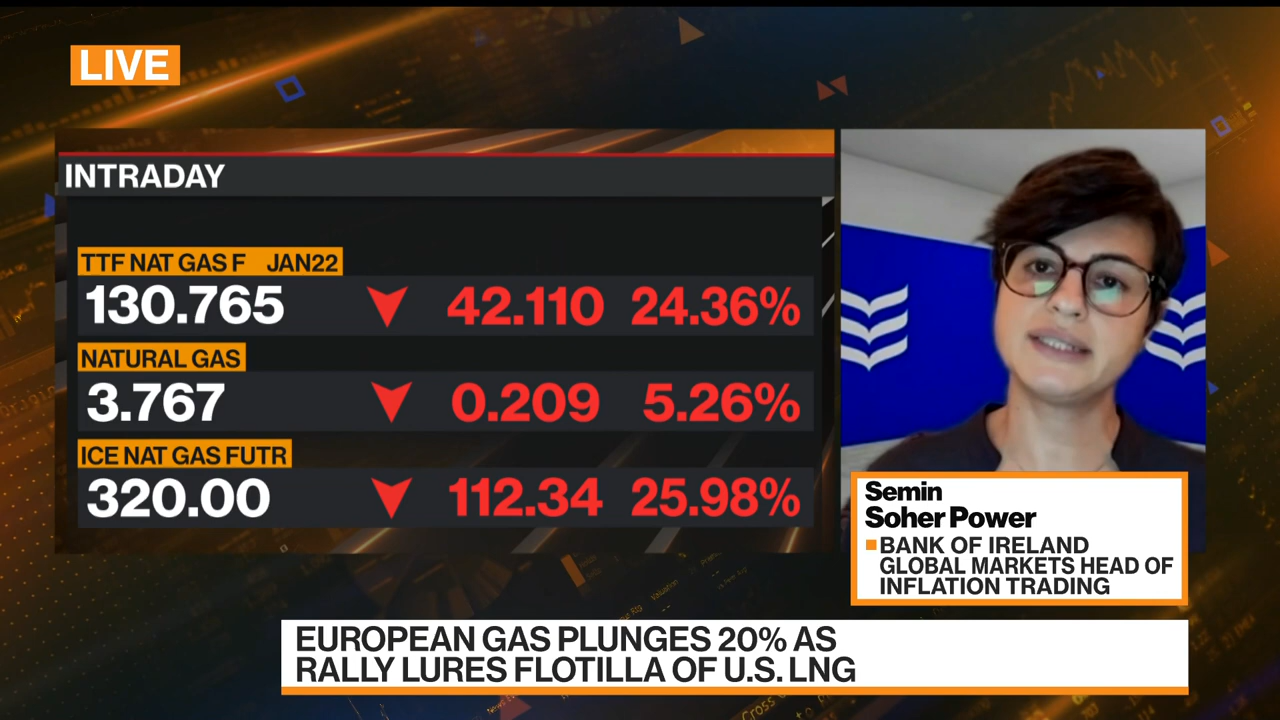 LIVE
INTRADAY
TTF NAT GAS F JAN22
130.765 42.110 24.36%
NATURAL GAS
3.767 0.209 5.26%
ICE NAT GAS FUTR
320.00 112.34 25.98%
Semin
Soher Power
BANK OF IRELAND
GLOBAL MARKETS HEAD OF
INFLATION TRADING
EUROPEAN GAS PLUNGES 20% AS
RALLY LURES FLOTILLA OF U.S. LNG